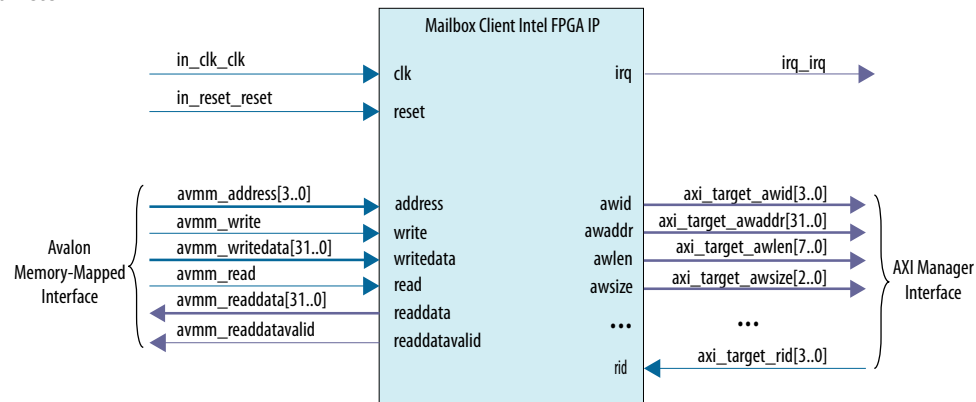 Mailbox Client Intel FPGA IP
in_clk_clk
clk
irq
irq_irq
in_reset_reset
reset
Avalon
Memory-Mapped
Interface
avmm_address[3..0]
address
avmm_write
write
avmm_writedata[31..0]
writedata
avmm_read
read
avmm_readdata[31..0]
readdata
avmm_readdatavalid
readdatavalid
awid
axi_target_awid[3..0]
awaddr
axi_target_awaddr[31..0]
awlen
axi_target_awlen[7..0]
awsize
axi_target_awsize[2..0]
...
...
rid
axi_target_rid[3..0]
AXI Manager
Interface